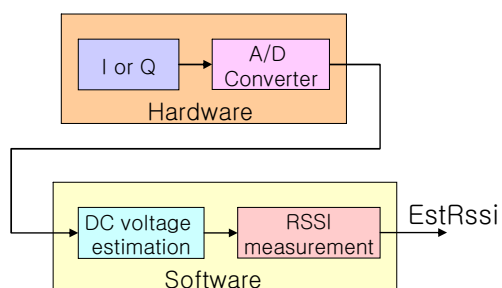 I or Q
A/D
Converter
Hardware
DC voltage
estimation
RSSI
measurement
EstRssi
Software